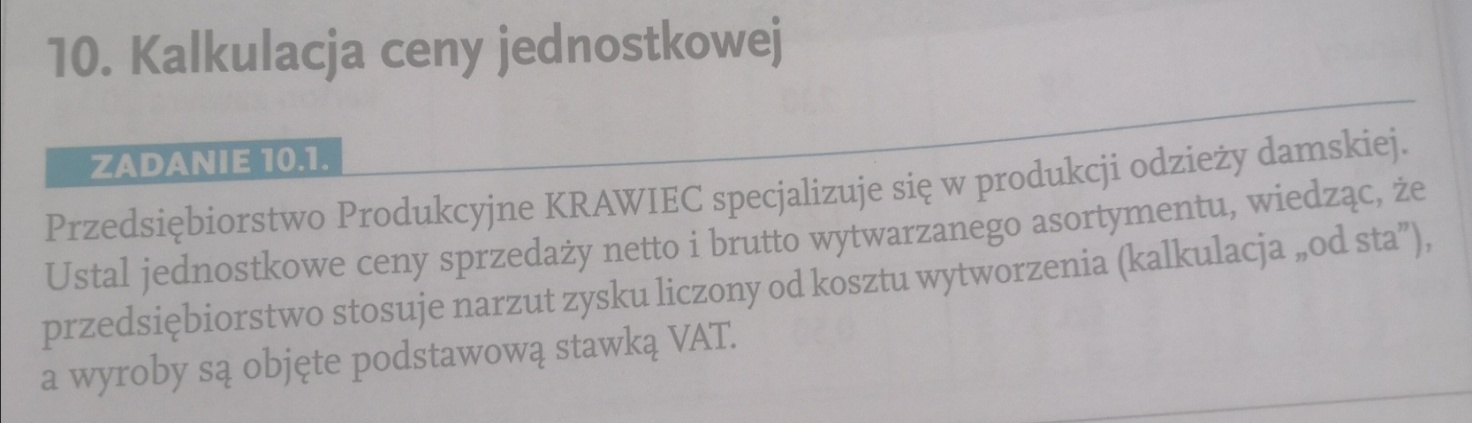 10. Kalkulacja ceny jednostkowej
ZADANIE 10.1.
Przedsiębiorstwo Produkcyjne KRAWIEC specjalizuje się w produkcji odzieży damskiej.
Ustal jednostkowe ceny sprzedaży netto i brutto wytwarzanego asortymentu, wiedząc, że
przedsiębiorstwo stosuje narzut zysku liczony od kosztu wytworzenia (kalkulacja „od sta”),
a wyroby są objęte podstawową stawką VAT.